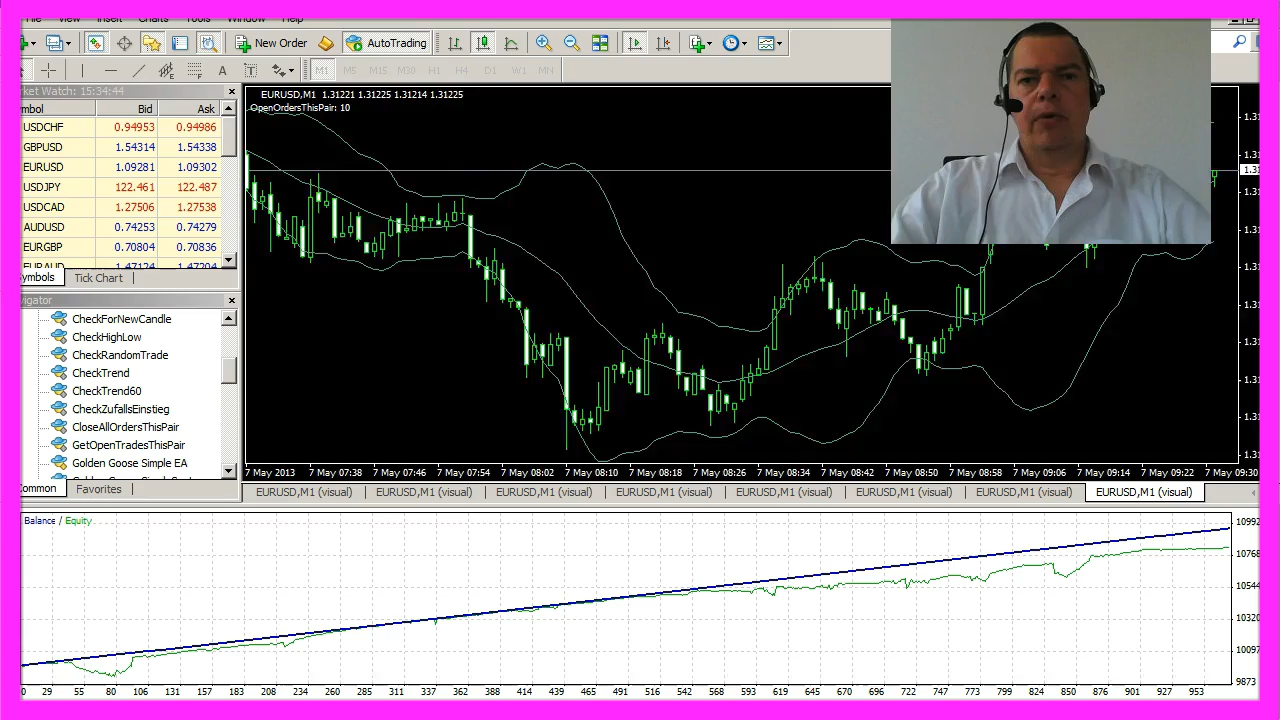 File View Insert Charts Tools Window Help
New Order AutoTrading
A T M1 M5 M15 M30 H1 H4 D1 W1 MN
rket Watch: 15:34:44
mbol Bid Ask
USDCHF 0.94953 0.94986
GBPUSD 1.54314 1.54338
EURUSD 1.09281 1.09302
USDJPY 122.461 122.487
USDCAD 1.27506 1.27538
AUDUSD 0.74253 0.74279
EURGBP 0.70804 0.70836
EURAUD 1.47124 1.47204
ymbols Tick Chart
vigator
CheckForNewCandle
CheckHighLow
CheckRandomTrade
CheckTrend
CheckTrend60
CheckZufallsEinstieg
CloseAllOrdersThisPair
GetOpenTradesThisPair
Golden Goose Simple EA
ommon Favorites
EURUSD,M1 1.31221 1.31225 1.31214 1.31225
OpenOrdersThisPair: 10
7 May 2013 7 May 07:38 7 May 07:46 7 May 07:54 7 May 08:02 7 May 08:10 7 May 08:18 7 May 08:26 7 May 08:34 7 May 08:42 7 May 08:50 7 May 08:58 7 May 09:06 7 May 09:14 7 May 09:22 7 May 09:30
EURUSD,M1 (visual) EURUSD,M1 (visual) EURUSD,M1 (visual) EURUSD,M1 (visual) EURUSD,M1 (visual) EURUSD,M1 (visual) EURUSD,M1 (visual) EURUSD,M1 (visual)
Balance / Equity
10992
10768
10544
10320
10097
9873
0 29 55 80 106 131 157 183 208 234 260 285 311 337 362 388 414 439 465 491 516 542 568 593 619 645 670 696 722 747 773 799 824 850 876 901 927 953